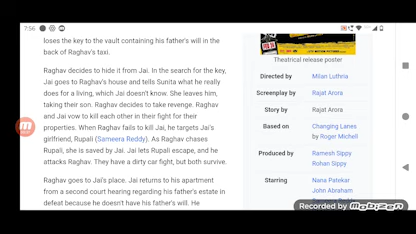 7:56
loses the key to the vault containing his father's will in the
back of Raghav's taxi.
Raghav decides to hide it from Jai. In the search for the key,
Jai goes to Raghav's house and tells Sunita what he really
does for a living, which Jai doesn't know. She leaves him,
taking their son. Raghav decides to take revenge. Raghav
and Jai vow to kill each other in their fight for their
properties. When Raghav fails to kill Jai, he targets Jai's
girlfriend, Rupali (Sameera Reddy). As Raghav chases
Rupali, she is saved by Jai. Jai lets Rupali escape, and he
attacks Raghav. They have a dirty car fight, but both survive.
Raghav goes to Jai's place. Jai returns to his apartment
from a second court hearing regarding his father's estate in
defeat because he doesn't have his father's will. He
Theatrical release poster
Directed by Milan Luthria
Screenplay by Rajat Arora
Story by Rajat Arora
Based on Changing Lanes
by Roger Michell
Produced by Ramesh Sippy
Rohan Sippy
Starring Nana Patekar
John Abraham
Recorded by Mobizen